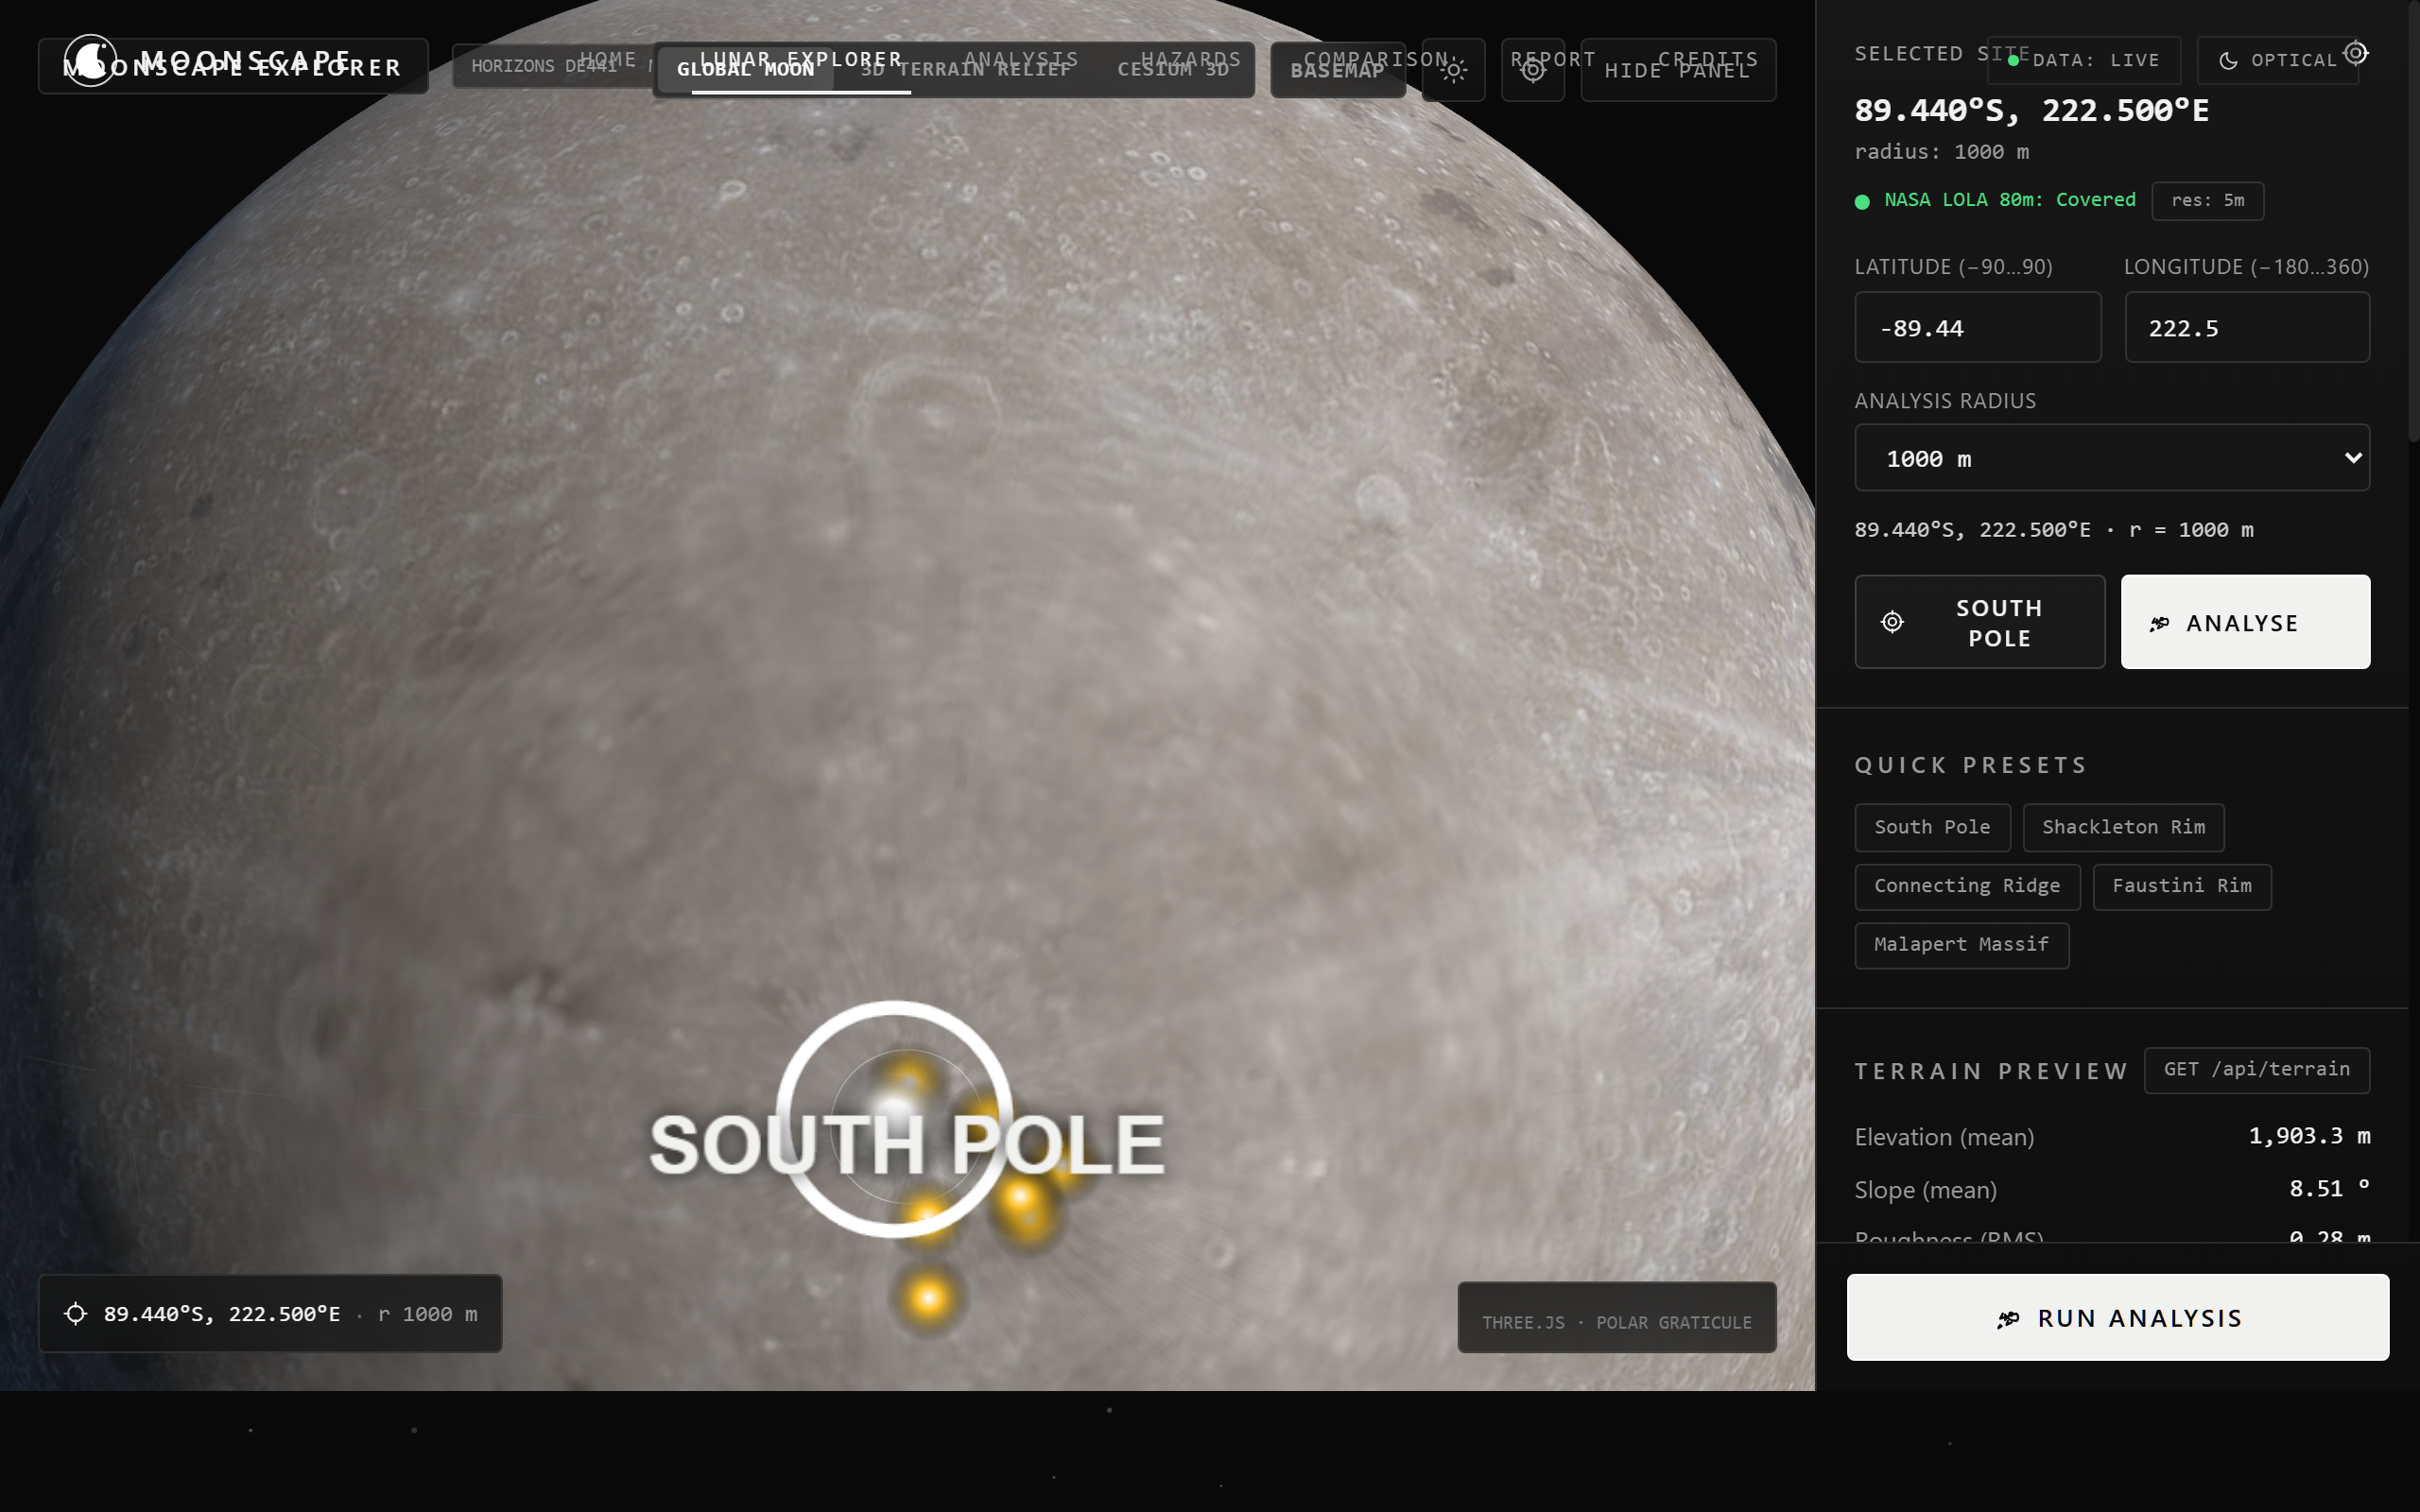 MOONSCAPE
MOONSCAPE EXPLORER
HORIZONS DE441
HOME
LUNAR EXPLORER
ANALYSIS
HAZARDS
COMPARISON
REPORT
CREDITS
GLOBAL MOON
3D TERRAIN RELIEF
CESIUM 3D
BASEMAP
HIDE PANEL
DATA: LIVE
OPTICAL
SELECTED SITE
89.440°S, 222.500°E
radius: 1000 m
NASA LOLA 80m: Covered
res: 5m
LATITUDE (−90…90)
LONGITUDE (−180…360)
-89.44
222.5
ANALYSIS RADIUS
1000 m
89.440°S, 222.500°E · r = 1000 m
SOUTH
POLE
ANALYSE
QUICK PRESETS
South Pole
Shackleton Rim
Connecting Ridge
Faustini Rim
Malapert Massif
TERRAIN PREVIEW
GET /api/terrain
Elevation (mean)
1,903.3 m
Slope (mean)
8.51 °
Roughness (RMS)
0.28 m
RUN ANALYSIS
SOUTH POLE
89.440°S, 222.500°E · r 1000 m
THREE.JS · POLAR GRATICULE